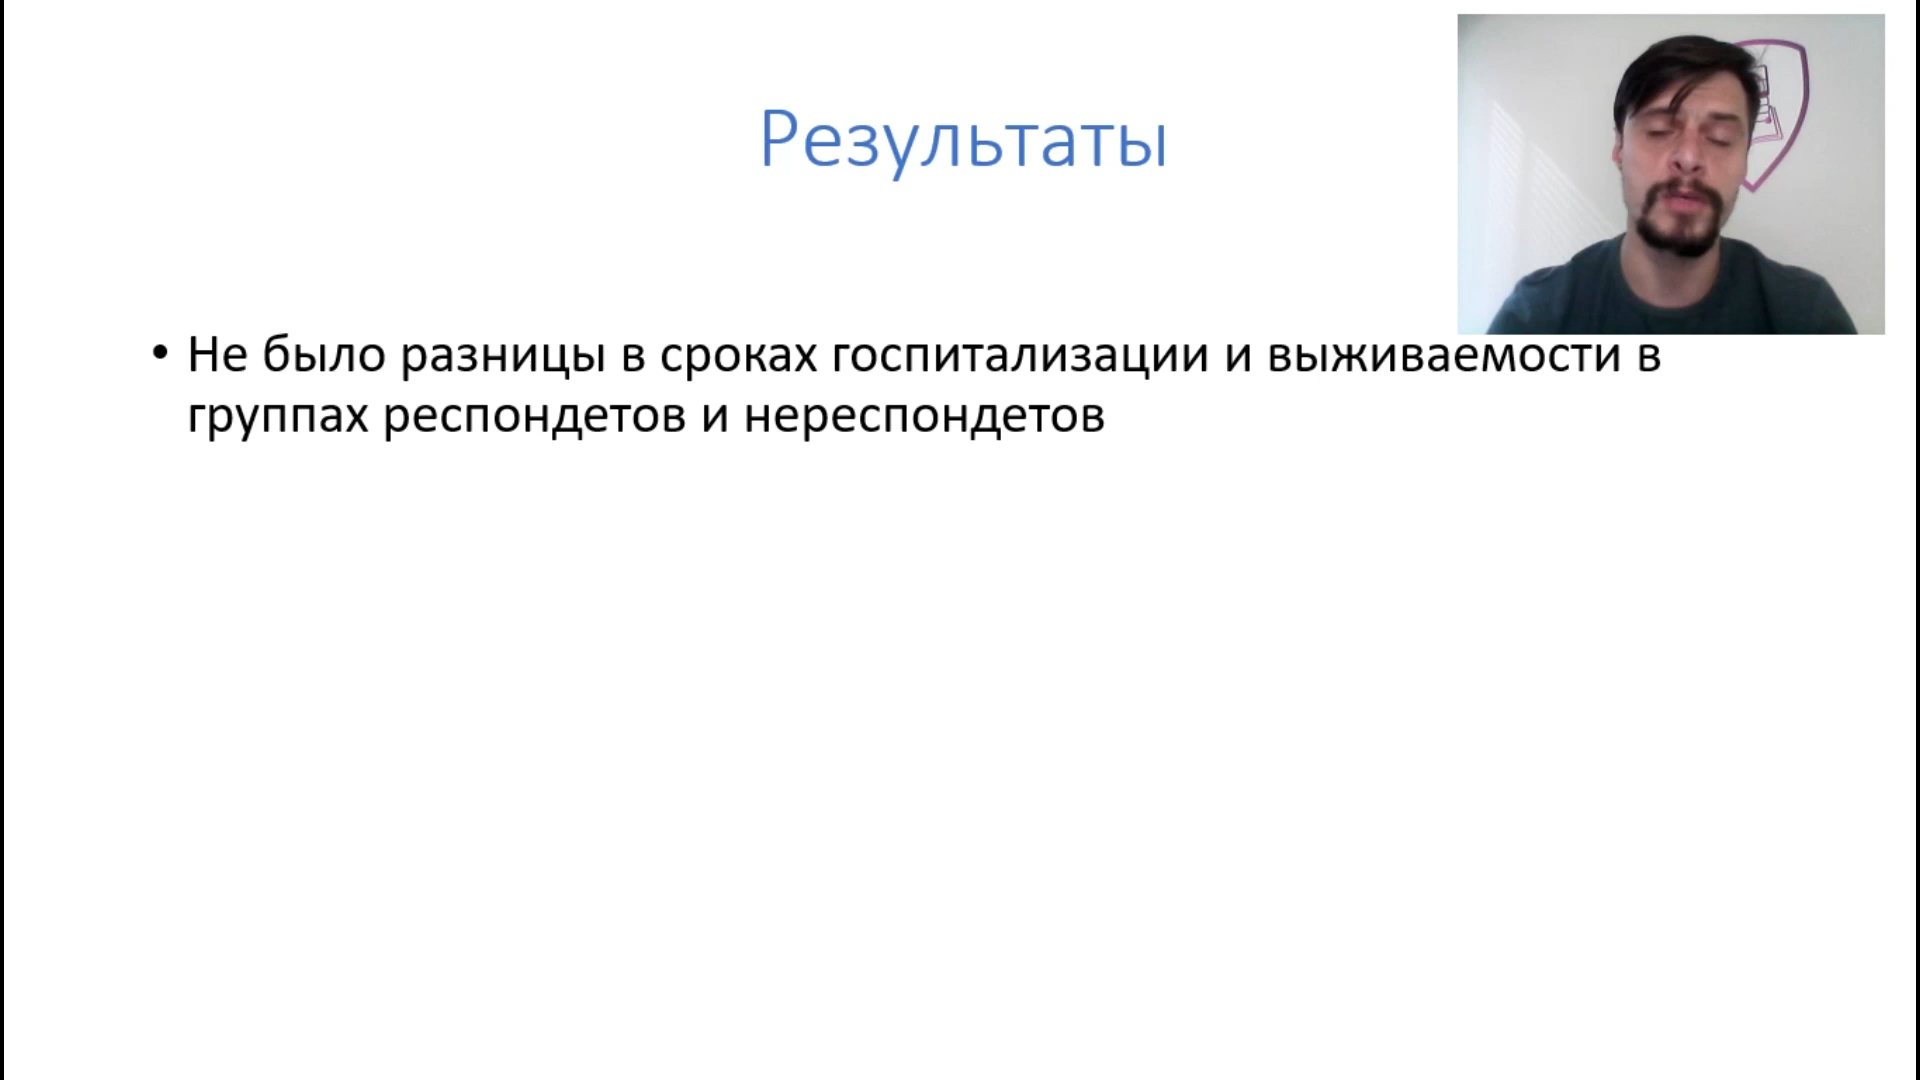 Результаты
• Не было разницы в сроках госпитализации и выживаемости в
группах респондетов и нереспондетов